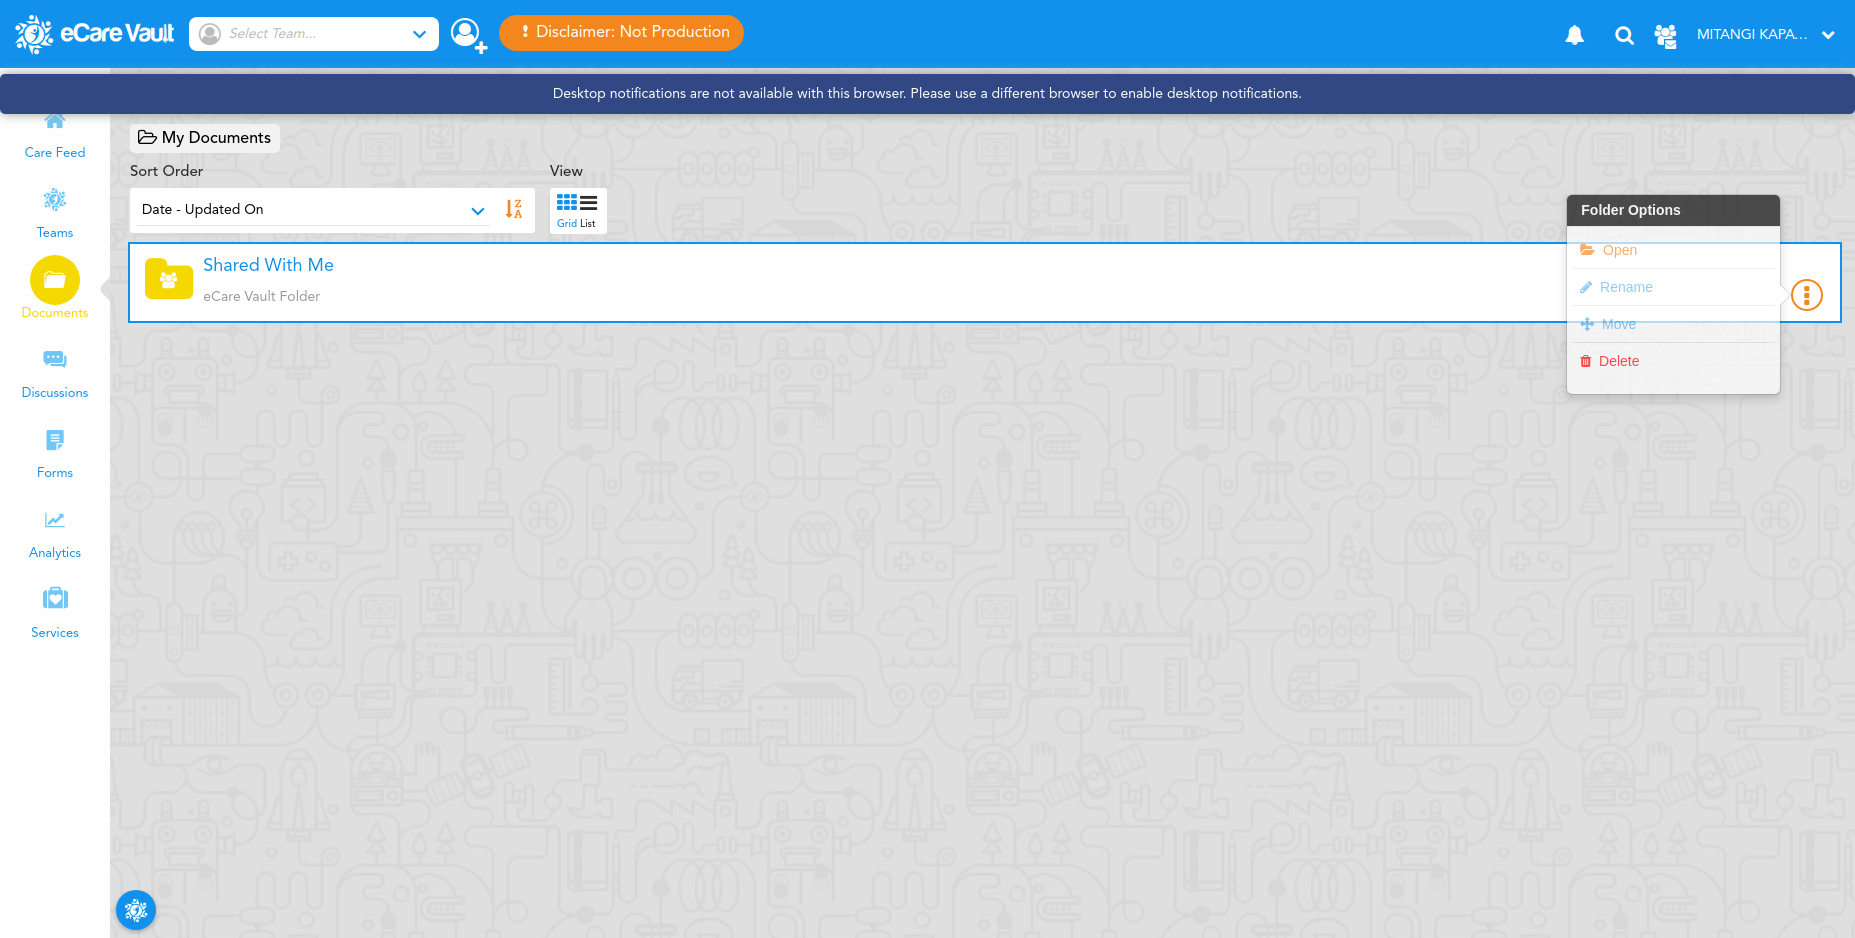 eCare Vault
Select Team...
Disclaimer: Not Production
MITANGI KAPA...
Desktop notifications are not available with this browser. Please use a different browser to enable desktop notifications.
Care Feed
Teams
Documents
Discussions
Forms
Analytics
Services
My Documents
Sort Order
View
Date - Updated On
Z
A
Grid
List
Shared With Me
eCare Vault Folder
Folder Options
Open
Rename
Move
Delete